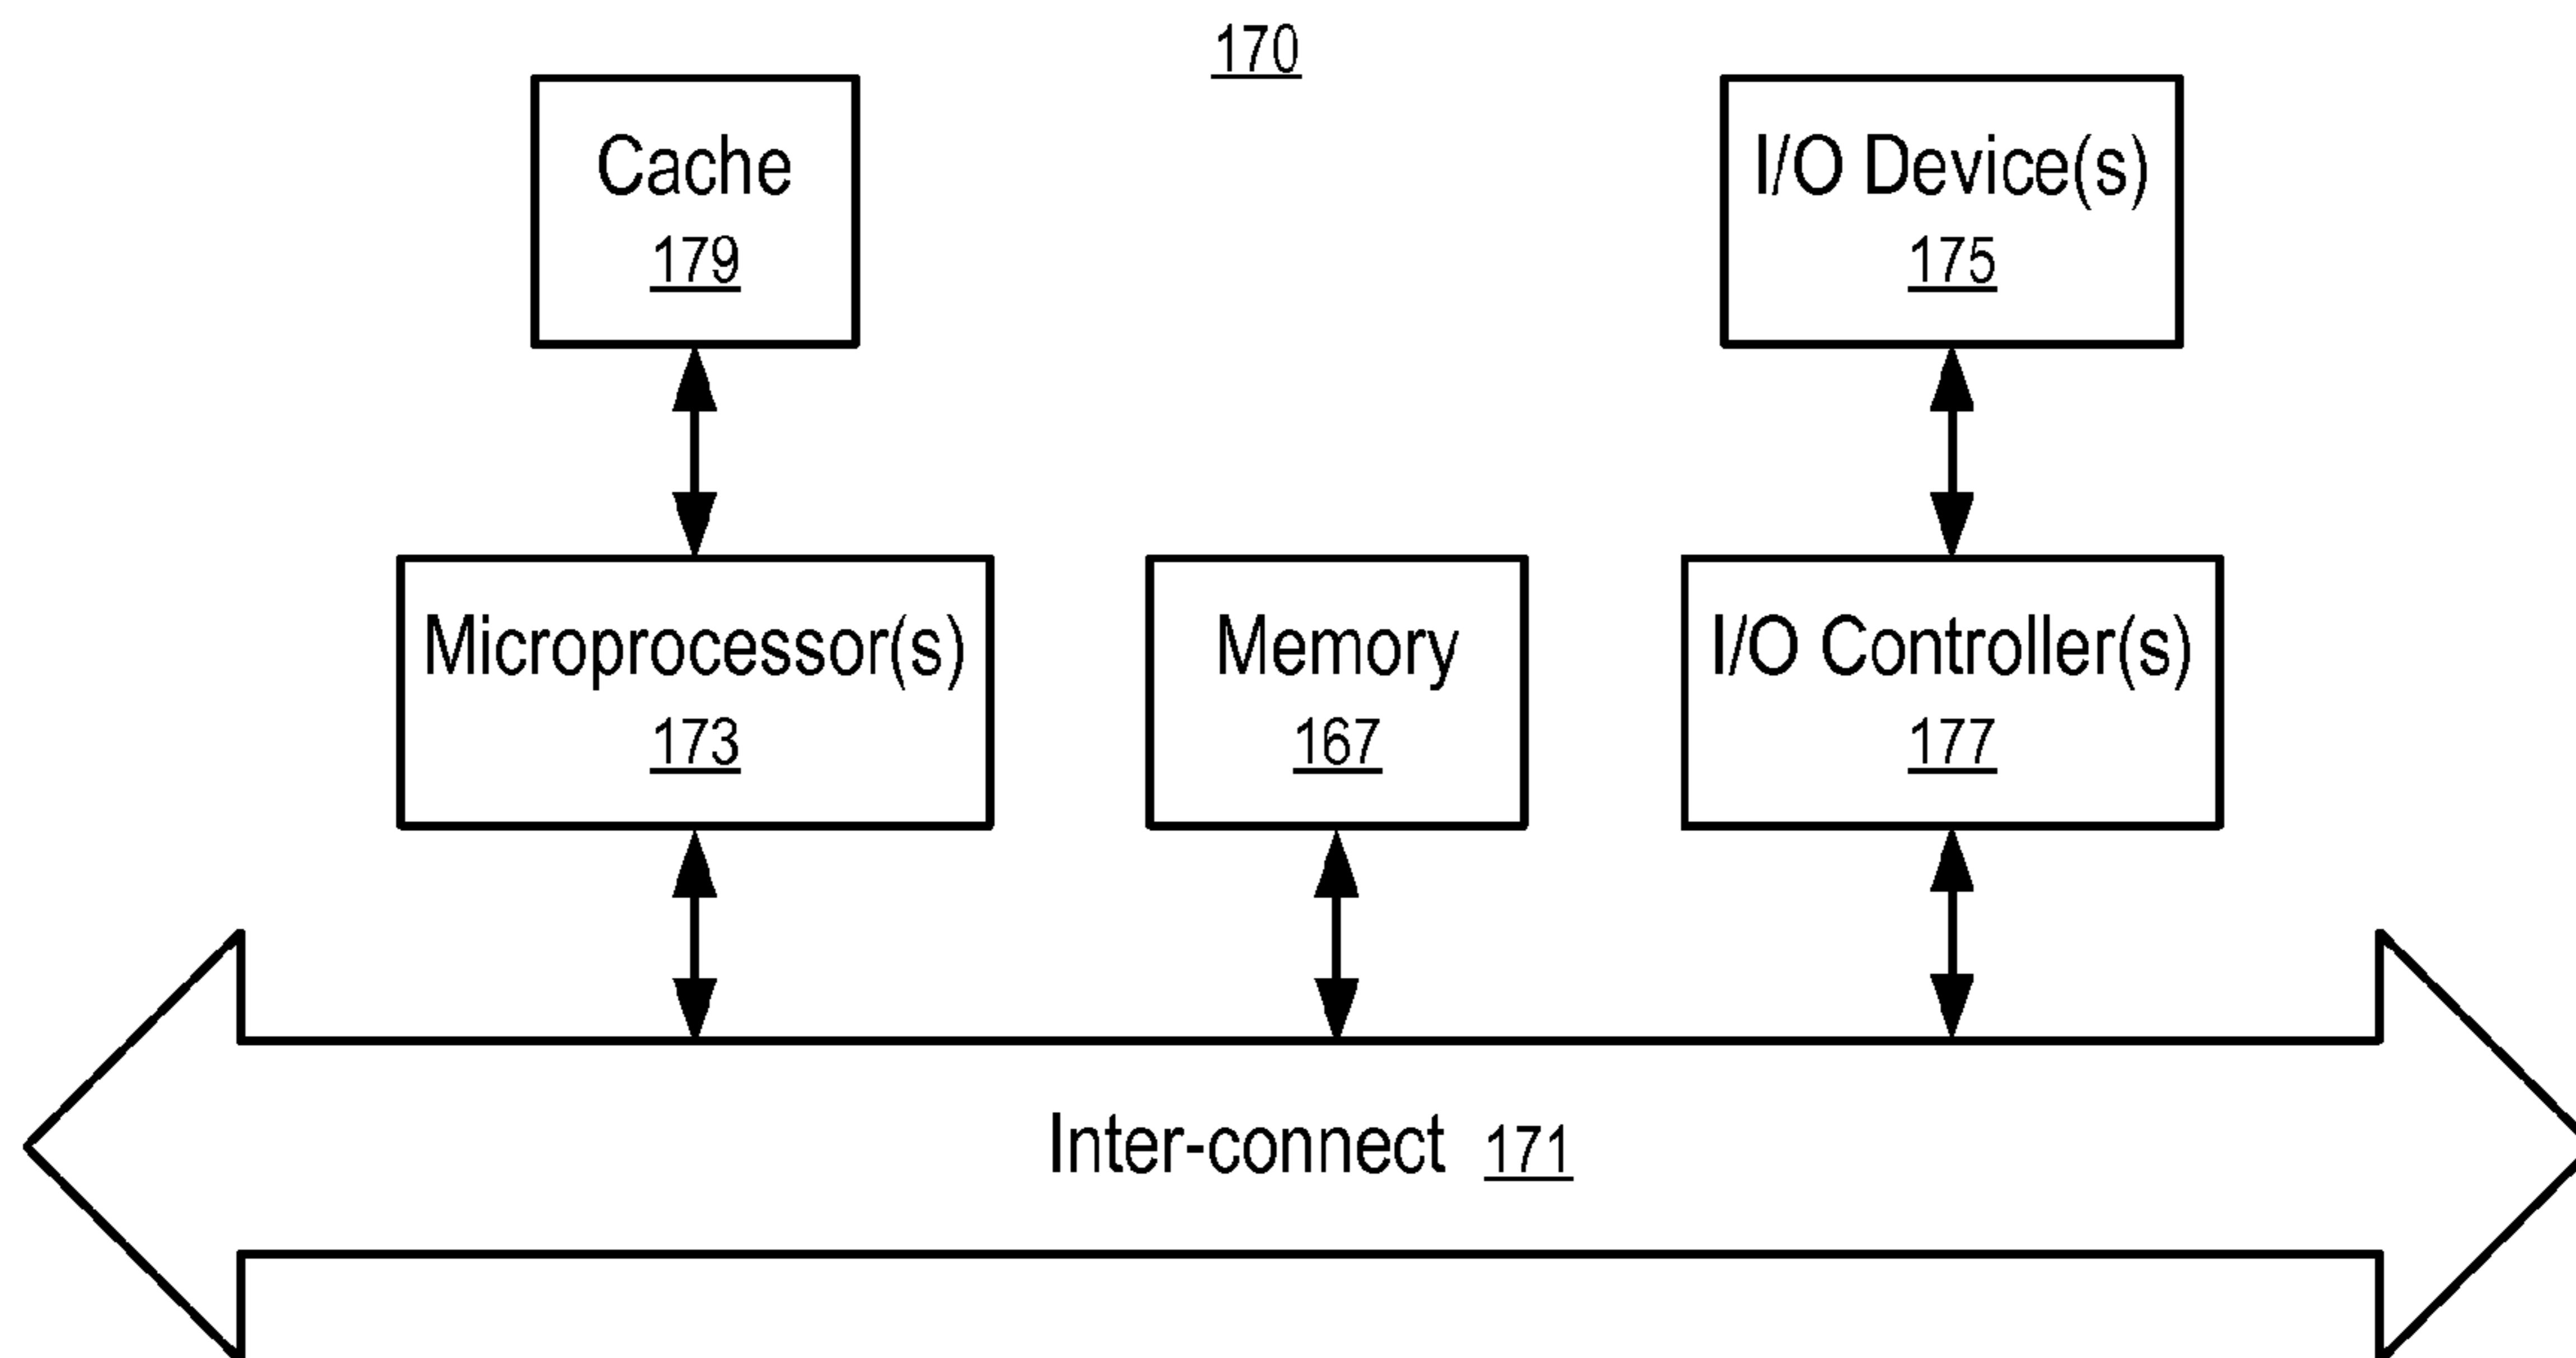 170
Cache
179
I/O Device(s)
175
Microprocessor(s)
173
Memory
167
I/O Controller(s)
177
Inter-connect 171